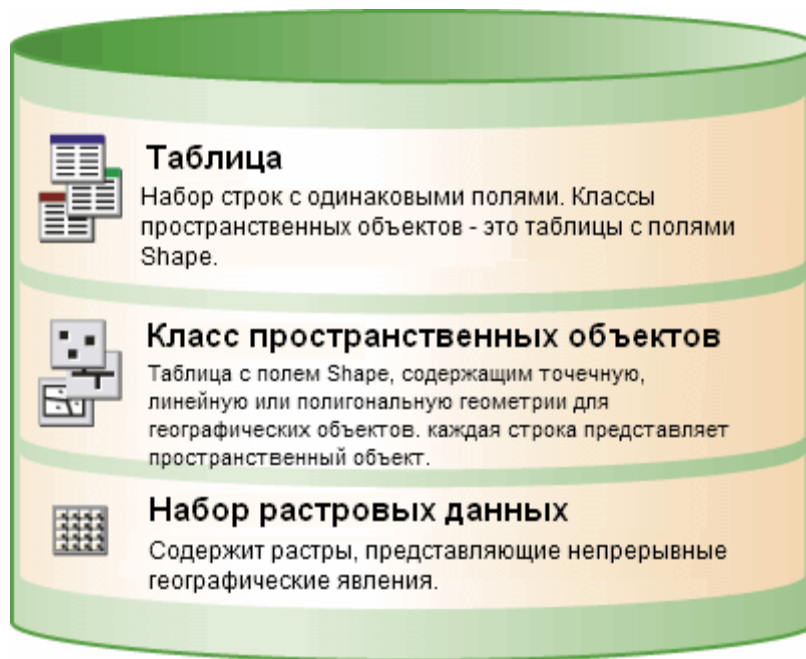 Таблица
Набор строк с одинаковыми полями. Классы
пространственных объектов - это таблицы с полями
Shape.
Класс пространственных объектов
Таблица с полем Shape, содержащим точечную,
линейную или полигональную геометрии для
географических объектов. каждая строка представляет
пространственный объект.
Набор растровых данных
Содержит растры, представляющие непрерывные
географические явления.